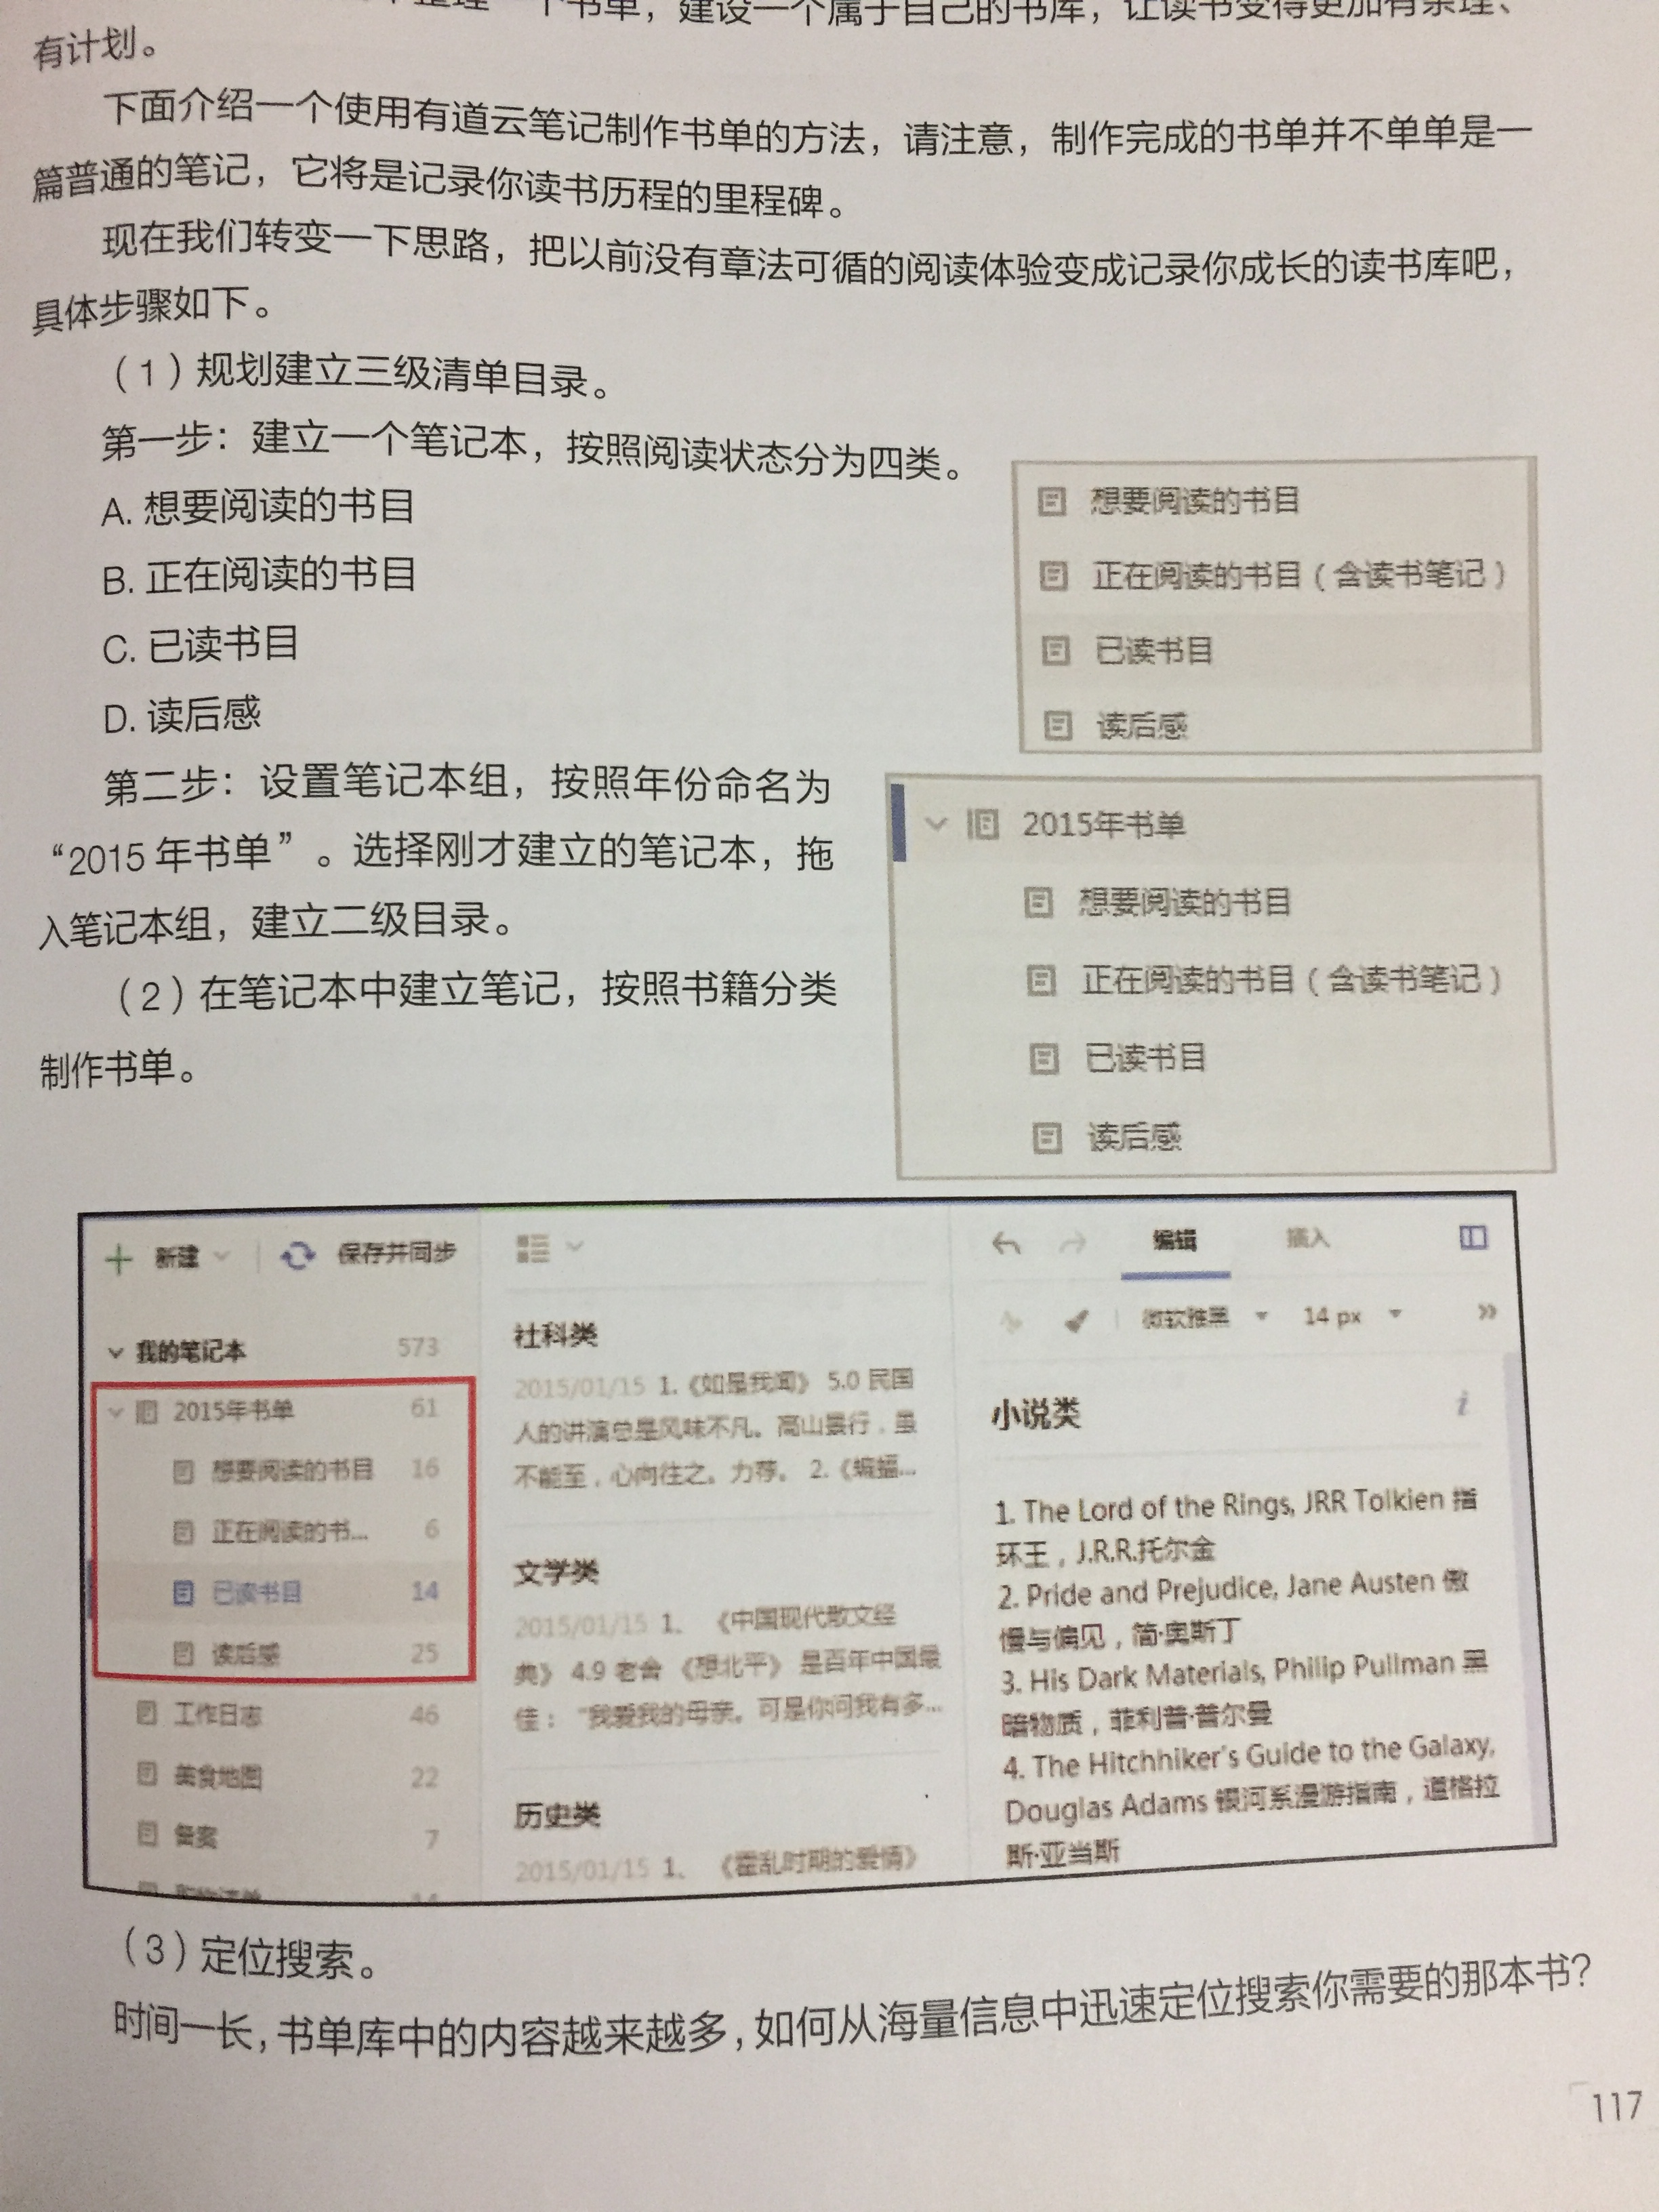 整理一个书单，建设一个属于自己的书库，让读书变得更加有条理、
有计划。
下面介绍一个使用有道云笔记制作书单的方法，请注意，制作完成的书单并不单单是一
篇普通的笔记，它将是记录你读书历程的里程碑。
现在我们转变一下思路，把以前没有章法可循的阅读体验变成记录你成长的读书库吧，
具体步骤如下。
（1）规划建立三级清单目录。
第一步：建立一个笔记本，按照阅读状态分为四类。
A. 想要阅读的书目
B. 正在阅读的书目
C. 已读书目
D. 读后感
想要阅读的书目
正在阅读的书目（含读书笔记）
已读书目
读后感
第二步：设置笔记本组，按照年份命名为
“2015 年书单”。选择刚才建立的笔记本，拖
入笔记本组，建立二级目录。
（2）在笔记本中建立笔记，按照书籍分类
制作书单。
2015年书单
想要阅读的书目
正在阅读的书目（含读书笔记）
已读书目
读后感
新建
保存并同步
我的笔记本 573
2015年书单 61
想要阅读的书目 16
正在阅读的书... 6
已读书目 14
读后感 25
工作日志 46
美食地图 22
备案 7
社科类
2015/01/15 1.《如是我闻》 5.0 民国
人的讲演总是风味不凡。高山景行，虽
不能至，心向往之。力荐。 2.《蝙蝠...
文学类
2015/01/15 1、 《中国现代散文经
典》 4.9 老舍 《想北平》 是百年中国最
佳： “我爱我的母亲。可是你问我有多...
历史类
2015/01/15 1、 《霍乱时期的爱情》
编辑
插入
微软雅黑
14 px
小说类
1. The Lord of the Rings, JRR Tolkien 指
环王，J.R.R.托尔金
2. Pride and Prejudice, Jane Austen 傲
慢与偏见，简·奥斯丁
3. His Dark Materials, Philip Pullman 黑
暗物质，菲利普·普尔曼
4. The Hitchhiker's Guide to the Galaxy,
Douglas Adams 银河系漫游指南，道格拉
斯·亚当斯
（3）定位搜索。
时间一长，书单库中的内容越来越多，如何从海量信息中迅速定位搜索你需要的那本书？
117